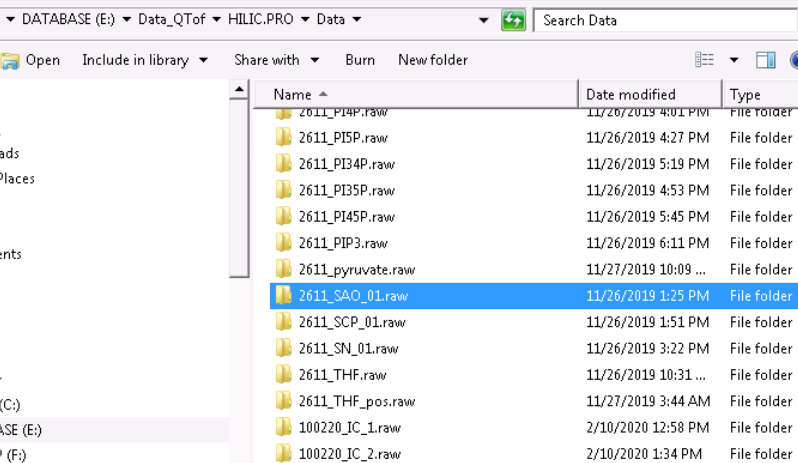 DATABASE (E:) Data_QTof HILIC.PRO Data Search Data
Open Include in library Share with Burn New folder
Name Date modified Type
2611_PI4P.raw 11/26/2019 4:01 PM File folder
2611_PI5P.raw 11/26/2019 4:27 PM File folder
ads
2611_PI34P.raw 11/26/2019 5:19 PM File folder
Places
2611_PI35P.raw 11/26/2019 4:53 PM File folder
2611_PI45P.raw 11/26/2019 5:45 PM File folder
2611_PIP3.raw 11/26/2019 6:11 PM File folder
ents
2611_pyruvate.raw 11/27/2019 10:09 ... File folder
2611_SAO_01.raw 11/26/2019 1:25 PM File folder
2611_SCP_01.raw 11/26/2019 1:51 PM File folder
2611_SN_01.raw 11/26/2019 3:22 PM File folder
2611_THF.raw 11/26/2019 10:31 ... File folder
2611_THF_pos.raw 11/27/2019 3:44 AM File folder
(C:)
100220_IC_1.raw 2/10/2020 12:58 PM File folder
ASE (E:)
100220_IC_2.raw 2/10/2020 1:34 PM File folder
(F:)